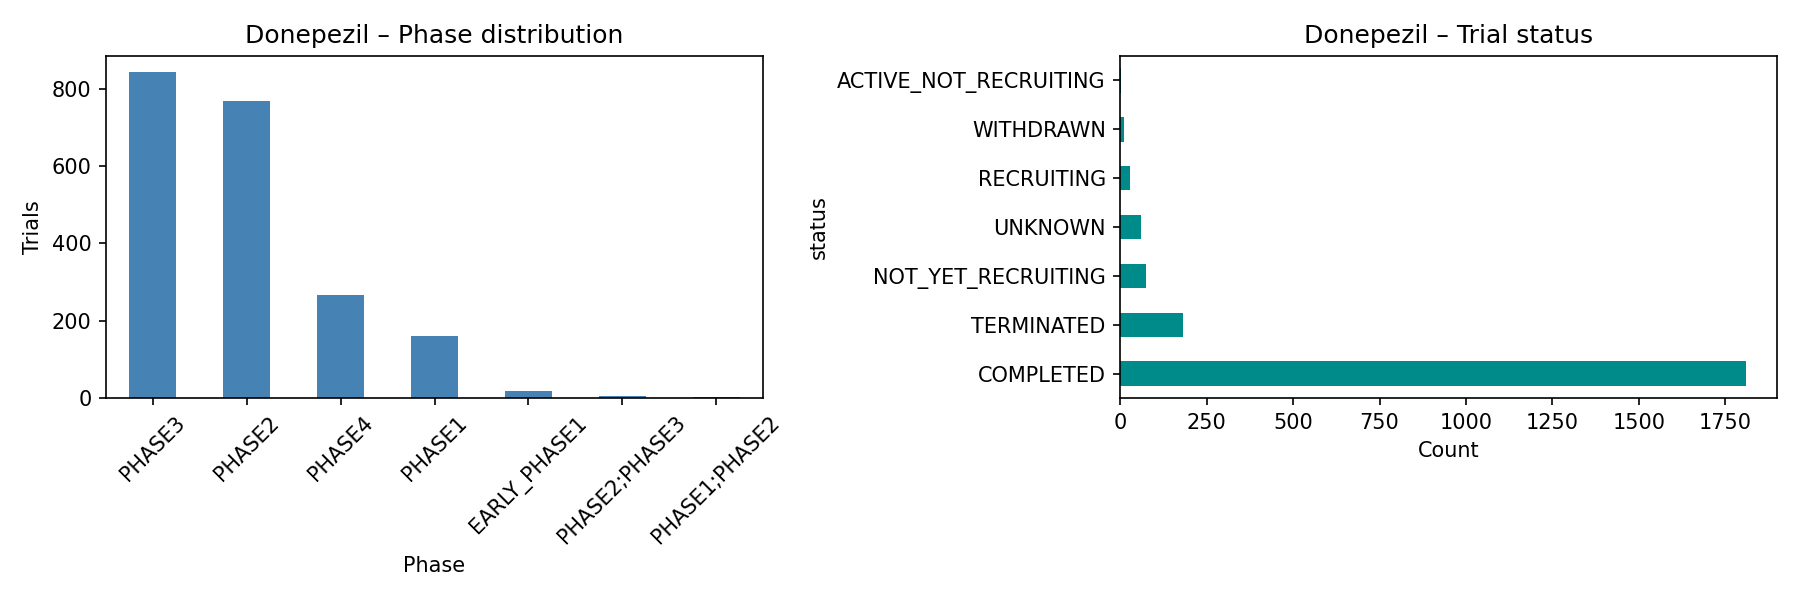 Donepezil – Phase distribution
Trials
800
600
400
200
0
PHASE3
PHASE2
PHASE4
PHASE1
EARLY_PHASE1
PHASE2;PHASE3
PHASE1;PHASE2
Phase
Donepezil – Trial status
status
ACTIVE_NOT_RECRUITING
WITHDRAWN
RECRUITING
UNKNOWN
NOT_YET_RECRUITING
TERMINATED
COMPLETED
0 250 500 750 1000 1250 1500 1750
Count